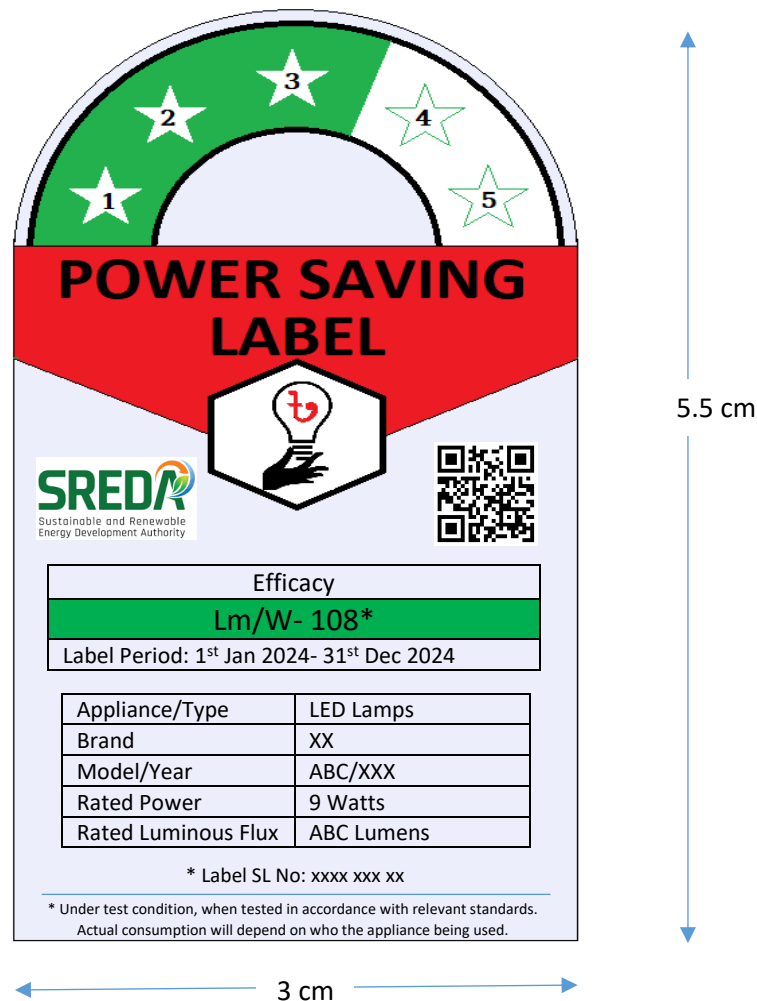 3
2
4
1
5
POWER SAVING
LABEL
৳
5.5 cm
SREDA
Sustainable and Renewable
Energy Development Authority
Efficacy
Lm/W- 108*
Label Period: 1st Jan 2024- 31st Dec 2024
Appliance/Type LED Lamps
Brand XX
Model/Year ABC/XXX
Rated Power 9 Watts
Rated Luminous Flux ABC Lumens
* Label SL No: xxxx xxx xx
* Under test condition, when tested in accordance with relevant standards.
Actual consumption will depend on who the appliance being used.
3 cm